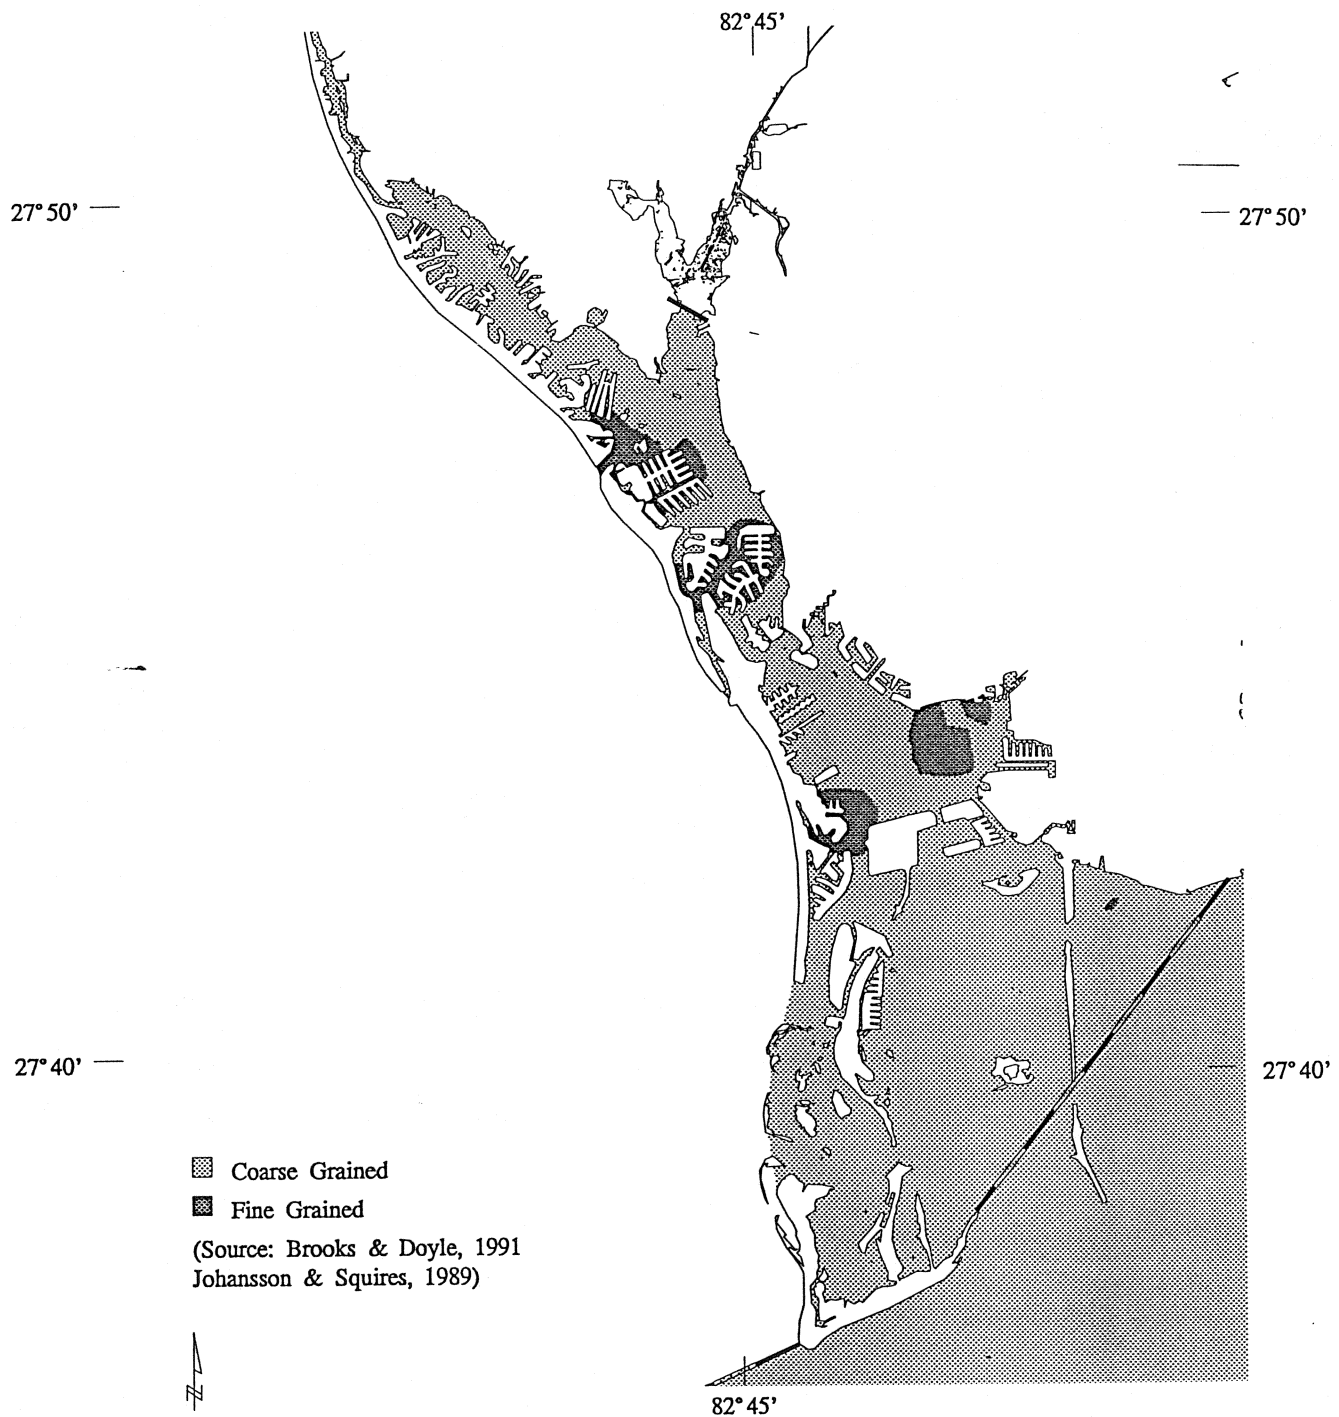 82°45'
27°50'
27°50'
27°40'
27°40'
Coarse Grained
Fine Grained
(Source: Brooks & Doyle, 1991
Johansson & Squires, 1989)
N
82°45'